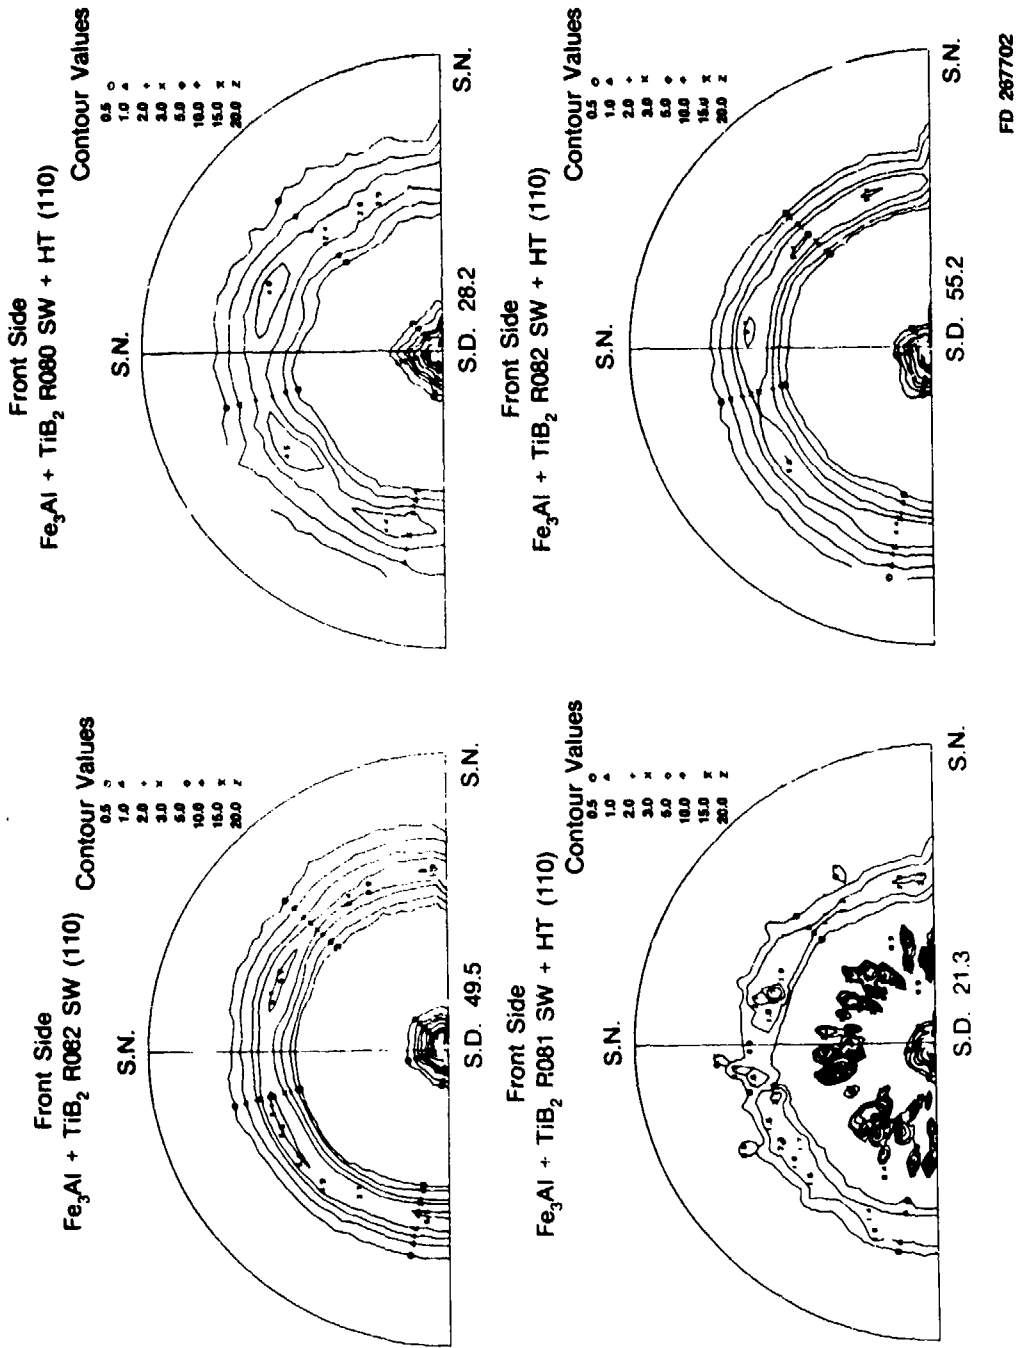 Front Side
Fe₃Al + TiB₂ R082 SW (110)
Contour Values
0.5
1.0
2.0
3.0
5.0
10.0
15.0
20.0 Z
S.N.
S.D. 49.5
S.N.
Front Side
Fe₃Al + TiB₂ R080 SW + HT (110)
Contour Values
0.5
1.0
2.0
3.0
5.0
10.0
15.0
20.0 Z
S.N.
S.D. 28.2
S.N.
Front Side
Fe₃Al + TiB₂ R081 SW + HT (110)
Contour Values
0.5
1.0
2.0
3.0
5.0
10.0
15.0
20.0 Z
S.N.
S.D. 21.3
S.N.
Front Side
Fe₃Al + TiB₂ R082 SW + HT (110)
Contour Values
0.5
1.0
2.0
3.0
5.0
10.0
15.0
20.0 Z
S.N.
S.D. 55.2
S.N.
FD 267702